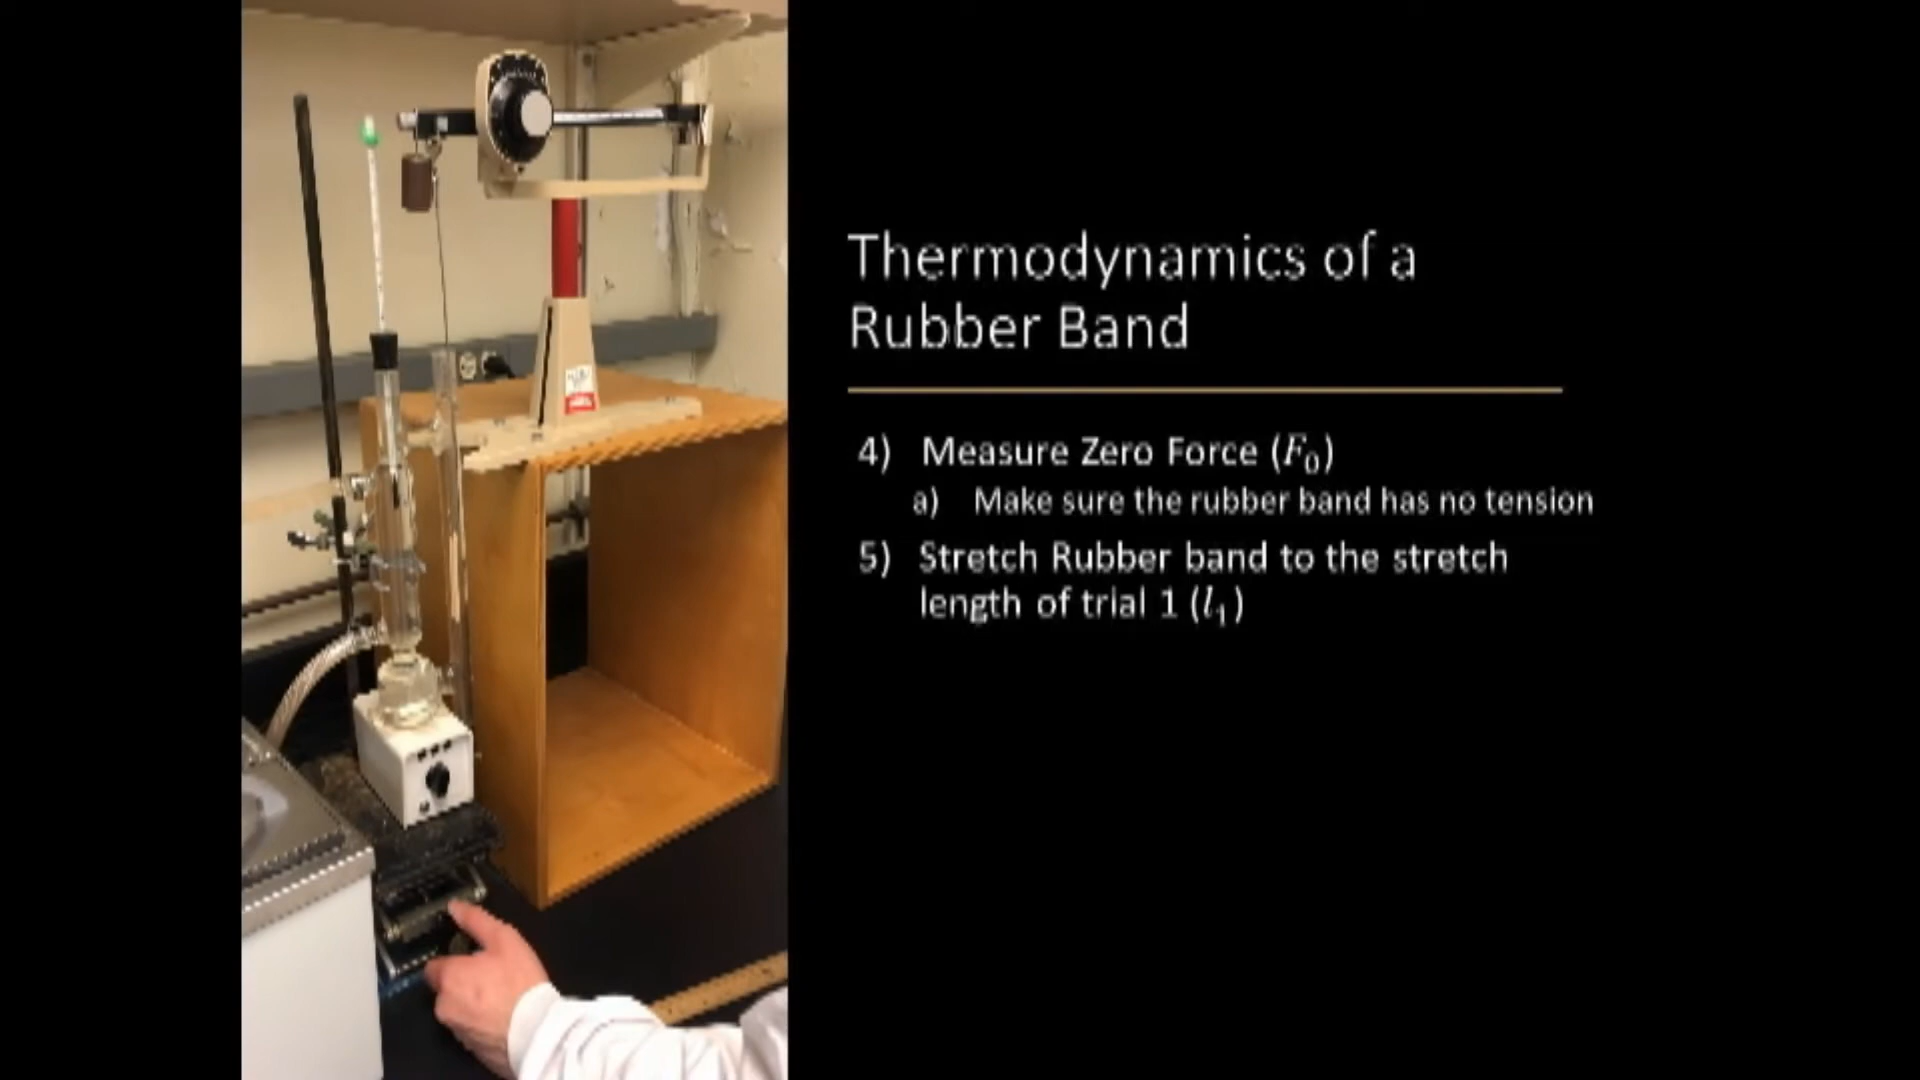 Thermodynamics of a
Rubber Band
4) Measure Zero Force (F₀)
a) Make sure the rubber band has no tension
5) Stretch Rubber band to the stretch
length of trial 1 (l₁)